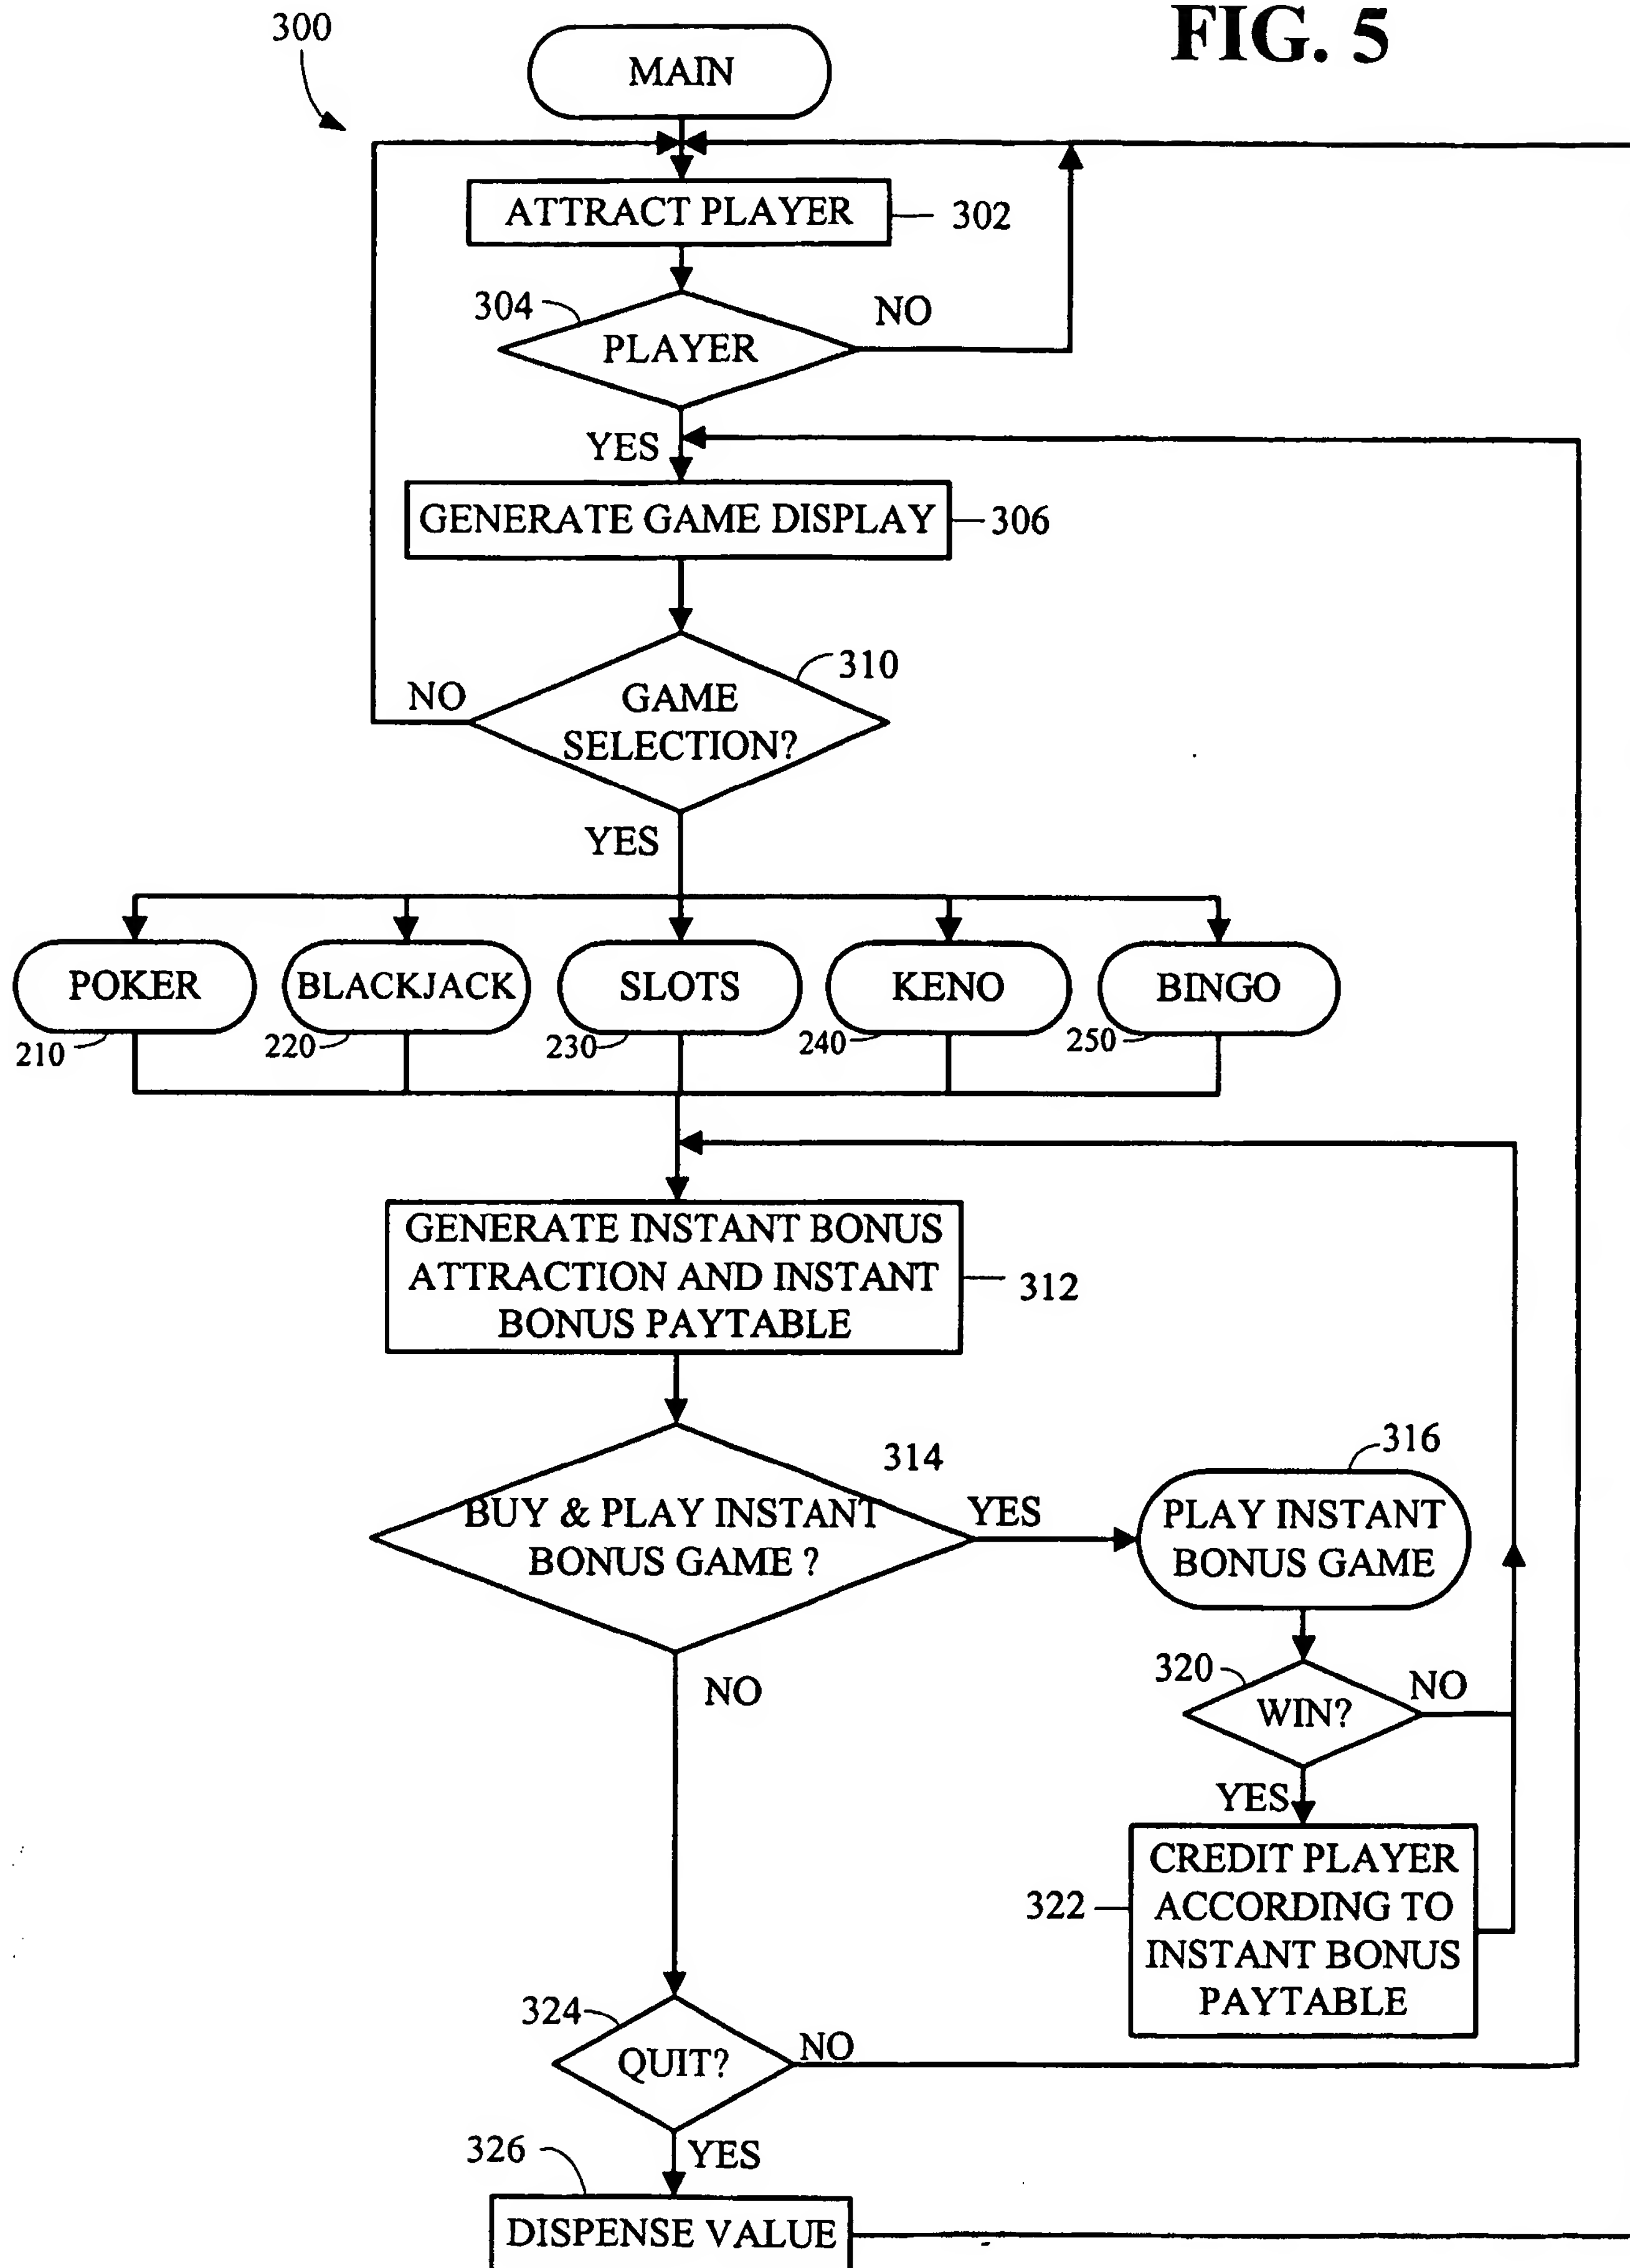 FIG. 5
300
MAIN
ATTRACT PLAYER
302
304
PLAYER
NO
YES
GENERATE GAME DISPLAY
306
310
GAME
SELECTION?
NO
YES
POKER
BLACKJACK
SLOTS
KENO
BINGO
210
220
230
240
250
GENERATE INSTANT BONUS
ATTRACTION AND INSTANT
BONUS PAYTABLE
312
314
BUY & PLAY INSTANT
BONUS GAME ?
YES
NO
316
PLAY INSTANT
BONUS GAME
320
WIN?
NO
YES
CREDIT PLAYER
ACCORDING TO
INSTANT BONUS
PAYTABLE
322
324
QUIT?
NO
YES
326
DISPENSE VALUE